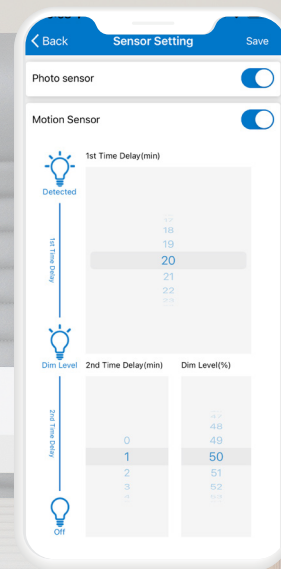 Back Sensor Setting Save
Photo sensor
Motion Sensor
1st Time Delay(min)
Detected
18
19
1st Time Delay
20
21
22
Dim Level 2nd Time Delay(min) Dim Level(%)
48
0 49
2nd Time Delay
1 50
2 51
3 52
Off